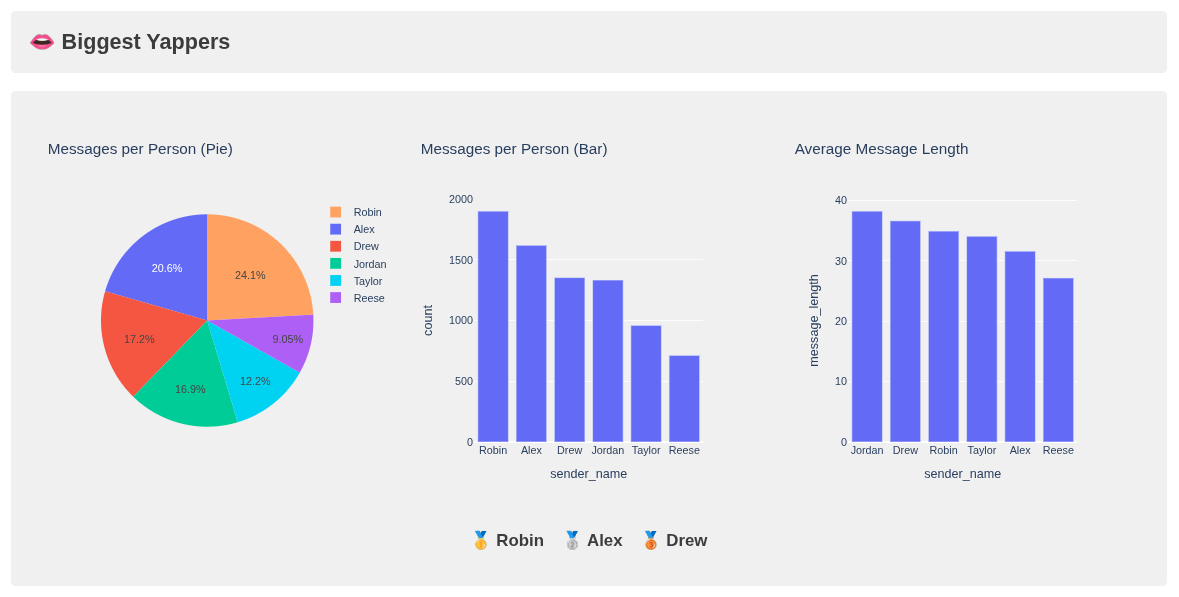 👄 Biggest Yappers
Messages per Person (Pie)
24.1%
20.6%
17.2%
16.9%
12.2%
9.05%
Robin
Alex
Drew
Jordan
Taylor
Reese
Messages per Person (Bar)
2000
1500
1000
500
0
count
Robin Alex Drew Jordan Taylor Reese
sender_name
Average Message Length
40
30
20
10
0
message_length
Jordan Drew Robin Taylor Alex Reese
sender_name
🥇 Robin 🥈 Alex 🥉 Drew